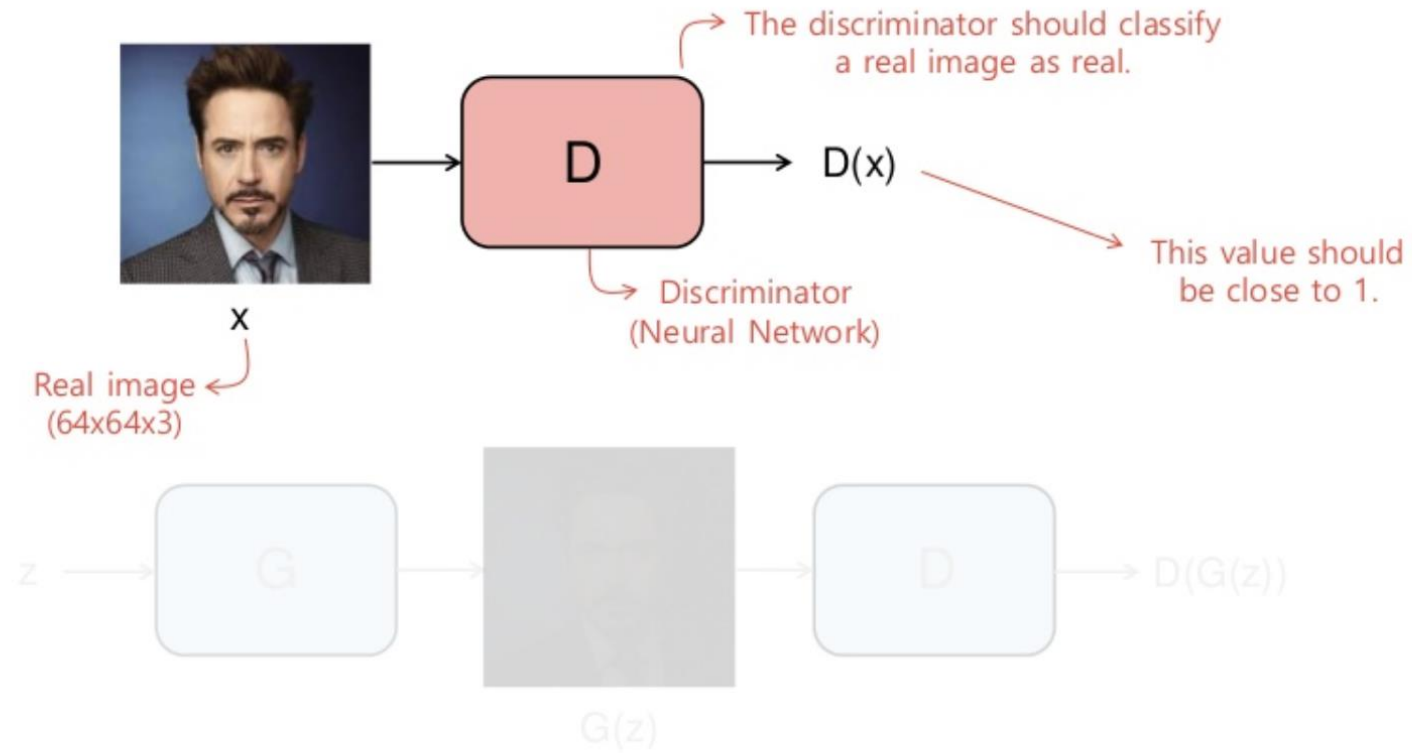 The discriminator should classify
a real image as real.
D
D(x)
This value should
be close to 1.
Discriminator
(Neural Network)
x
Real image
(64x64x3)
z
G
D
D(G(z))
G(z)